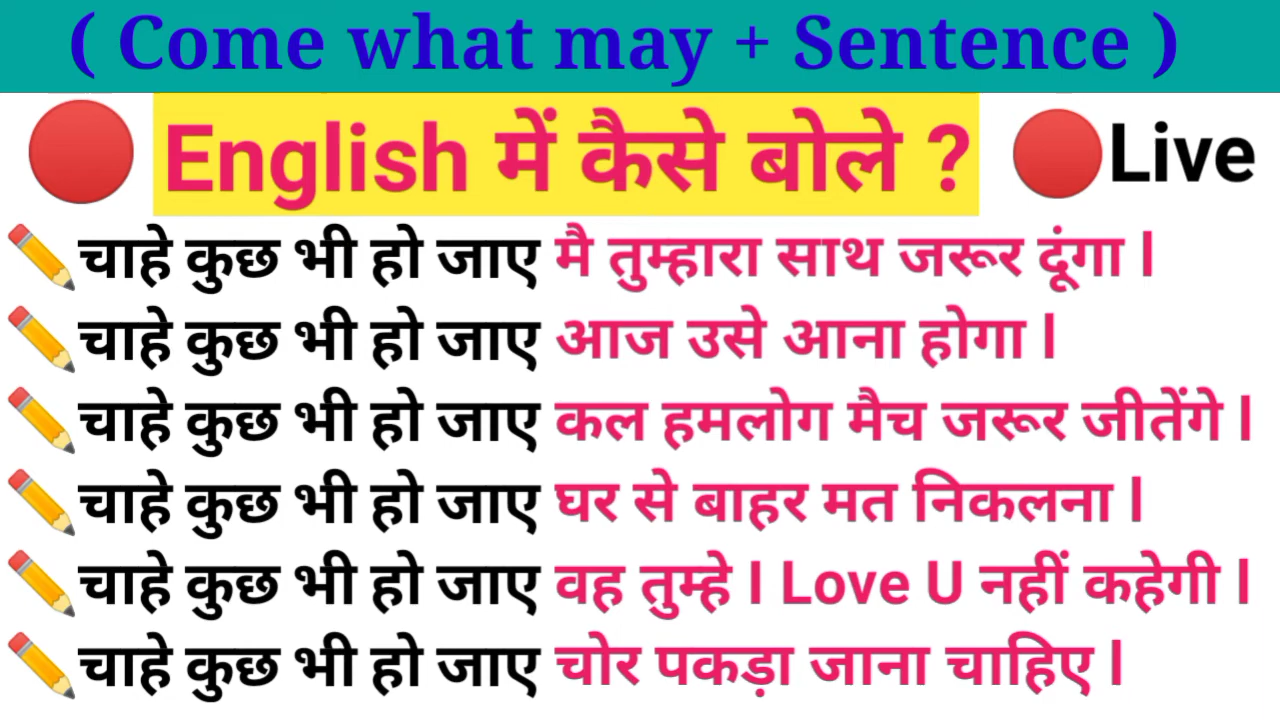 ( Come what may + Sentence )
English में कैसे बोले ? Live
चाहे कुछ भी हो जाए मै तुम्हारा साथ जरूर दूंगा l
चाहे कुछ भी हो जाए आज उसे आना होगा l
चाहे कुछ भी हो जाए कल हमलोग मैच जरूर जीतेंगे l
चाहे कुछ भी हो जाए घर से बाहर मत निकलना l
चाहे कुछ भी हो जाए वह तुम्हे I Love U नहीं कहेगी l
चाहे कुछ भी हो जाए चोर पकड़ा जाना चाहिए l